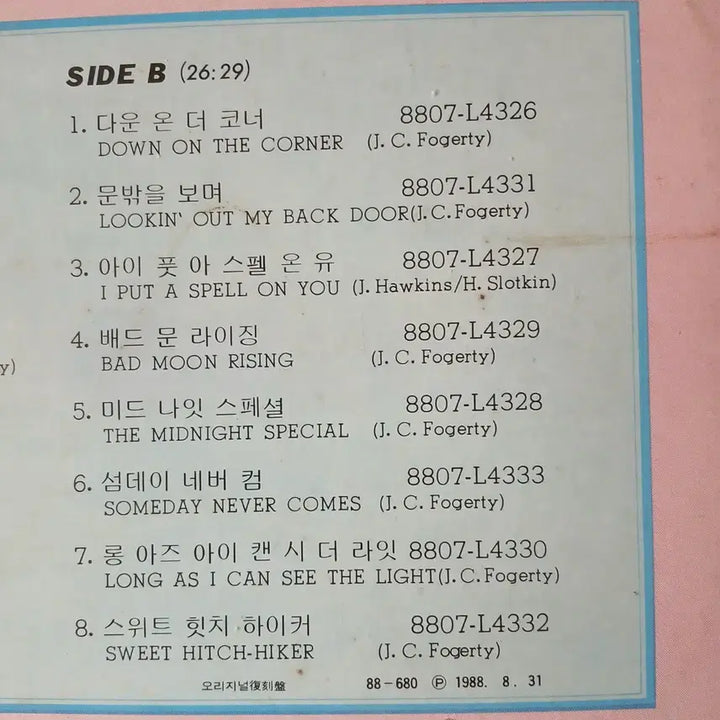 SIDE B (26:29)
1. 다운 온 더 코너 8807-L4326
DOWN ON THE CORNER (J. C. Fogerty)
2. 문밖을 보며 8807-L4331
LOOKIN' OUT MY BACK DOOR(J. C. Fogerty)
3. 아이 풋 아 스펠 온 유 8807-L4327
I PUT A SPELL ON YOU (J. Hawkins/H. Slotkin)
4. 배드 문 라이징 8807-L4329
BAD MOON RISING (J. C. Fogerty)
y)
5. 미드 나잇 스페셜 8807-L4328
THE MIDNIGHT SPECIAL (J. C. Fogerty)
6. 섬데이 네버 컴 8807-L4333
SOMEDAY NEVER COMES (J. C. Fogerty)
7. 롱 아즈 아이 캔 시 더 라잇 8807-L4330
LONG AS I CAN SEE THE LIGHT(J. C. Fogerty)
8. 스위트 힛치 하이커 8807-L4332
SWEET HITCH-HIKER (J. C. Fogerty)
오리지널復刻盤 88-680 Ⓟ 1988. 8. 31